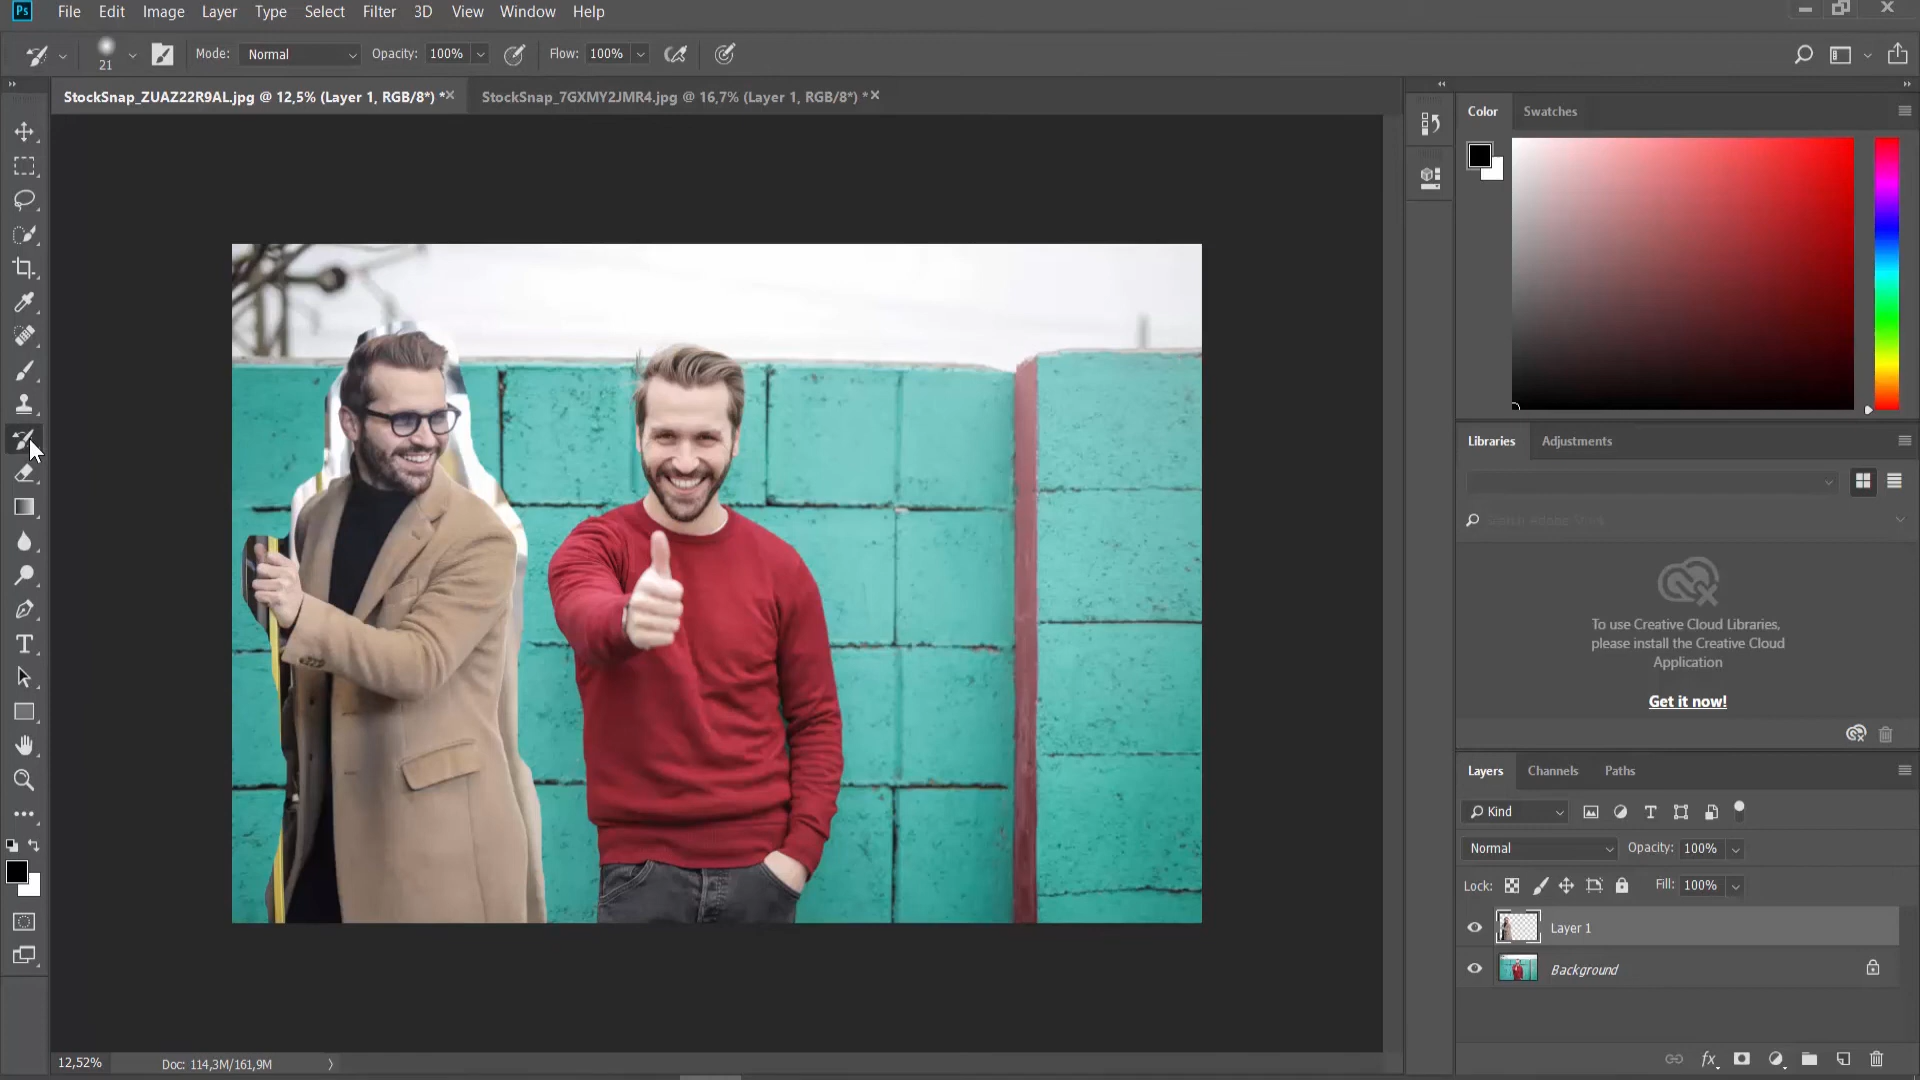 Ps File Edit Image Layer Type Select Filter 3D View Window Help
21 Mode: Normal Opacity: 100% Flow: 100%
StockSnap_ZUAZ22R9AL.jpg @ 12,5% (Layer 1, RGB/8*) * StockSnap_7GXMY2JMR4.jpg @ 16,7% (Layer 1, RGB/8*) *
Color Swatches
Libraries Adjustments
Search Adobe Stock
To use Creative Cloud Libraries,
please install the Creative Cloud
Application
Get it now!
Layers Channels Paths
Kind
Normal Opacity: 100%
Lock: Fill: 100%
Layer 1
Background
12,52% Doc: 114,3M/161,9M